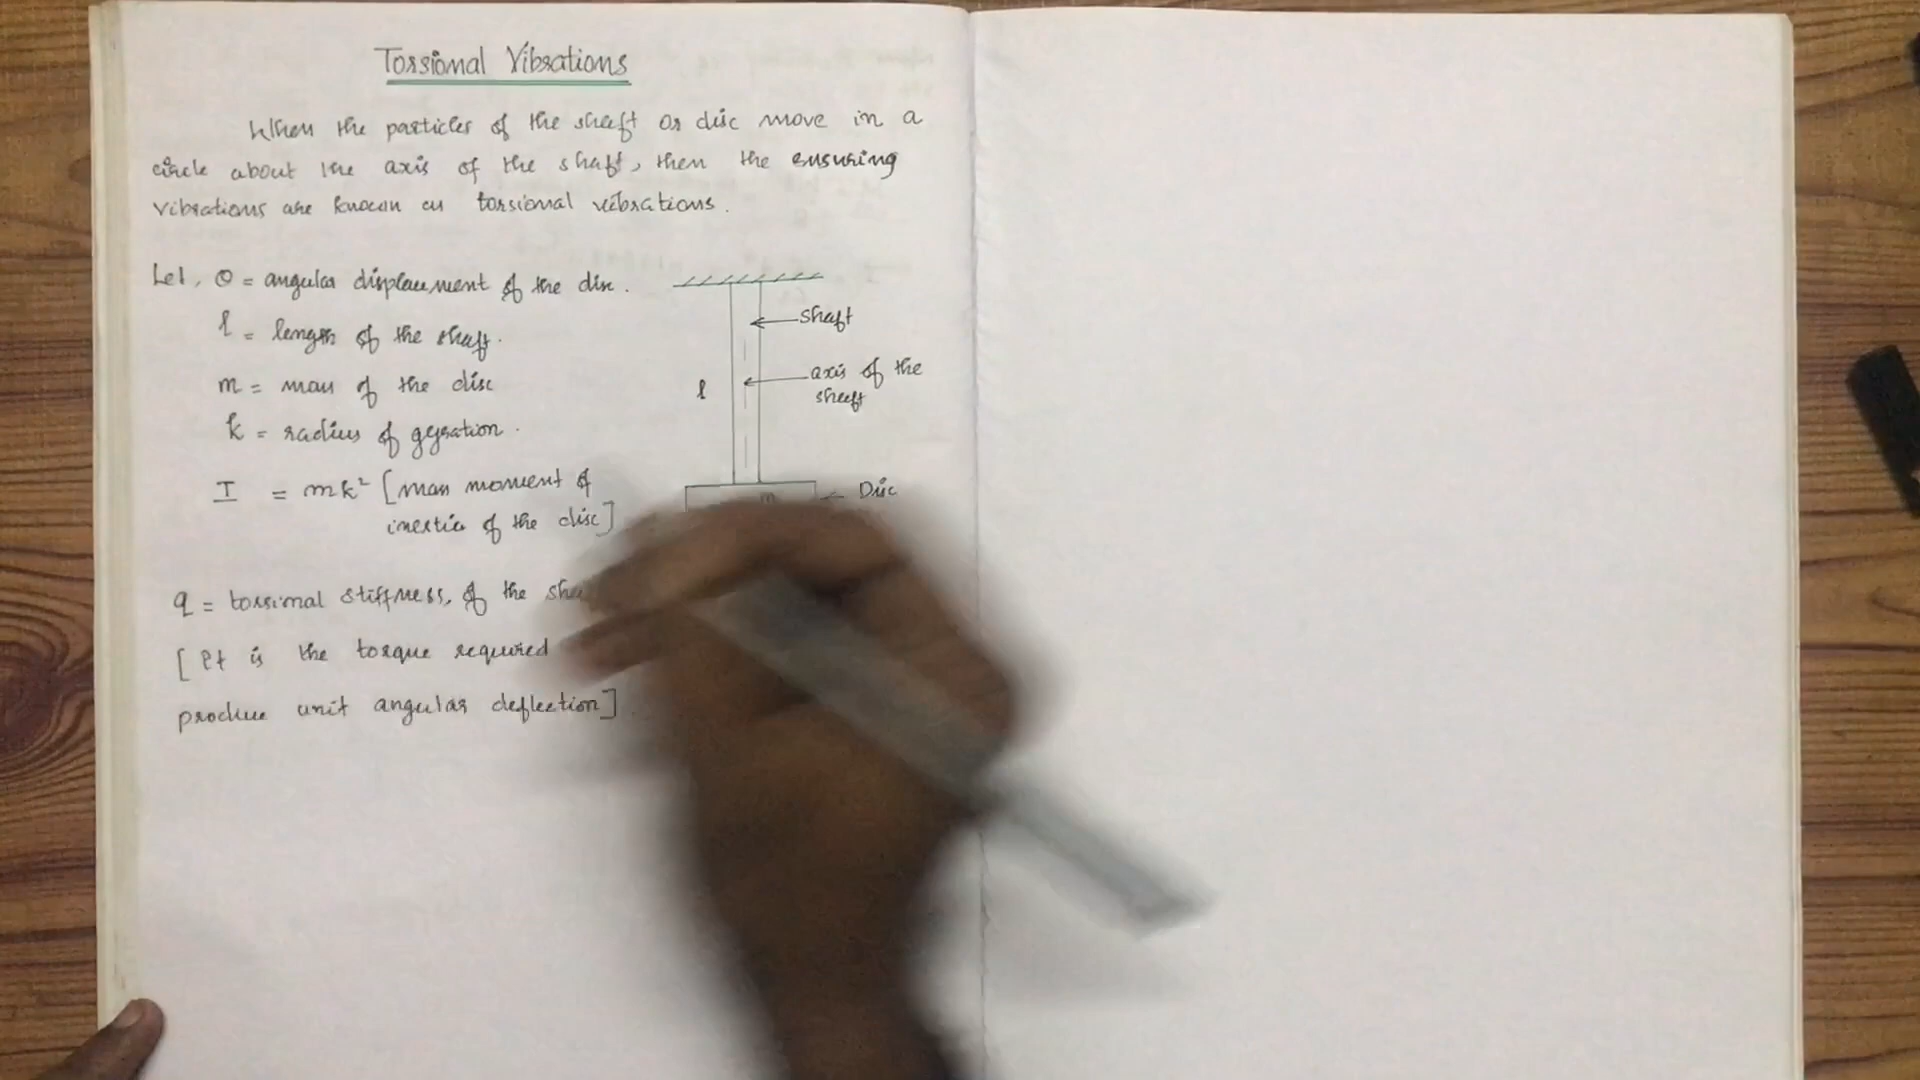 Torsional Vibrations
When the particles of the shaft or disc move in a
circle about the axis of the shaft, then the ensuring
vibrations are known as torsional vibrations.
Let, θ = angular displacement of the disc.
l = length of the shaft.
m = mass of the disc
k = radius of gyration.
I = mk² [mass moment of
inertia of the disc]
q = torsional stiffness, of the
[It is the torque required
produce unit angular deflection]
shaft
axis of the
shaft
l
m
Disc